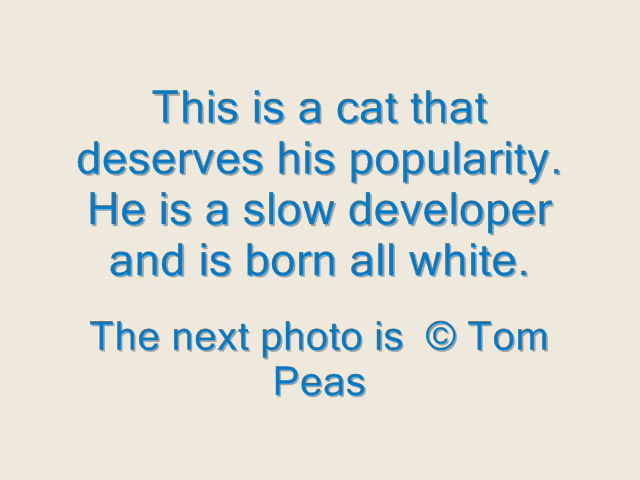 This is a cat that
deserves his popularity.
He is a slow developer
and is born all white.
The next photo is  © Tom
Peas